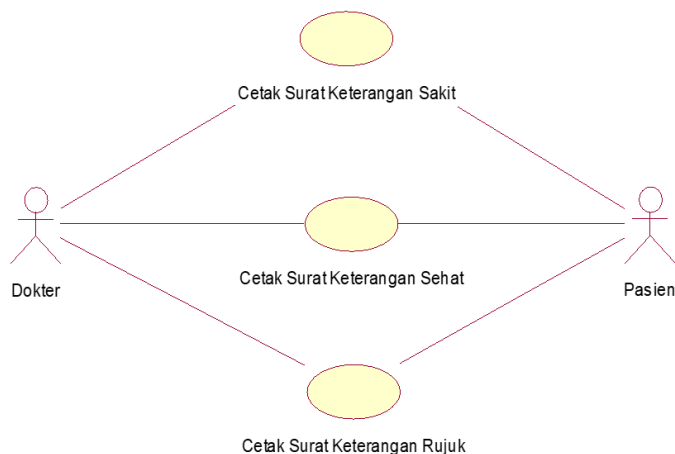 Cetak Surat Keterangan Sakit
Dokter
Cetak Surat Keterangan Sehat
Pasien
Cetak Surat Keterangan Rujuk